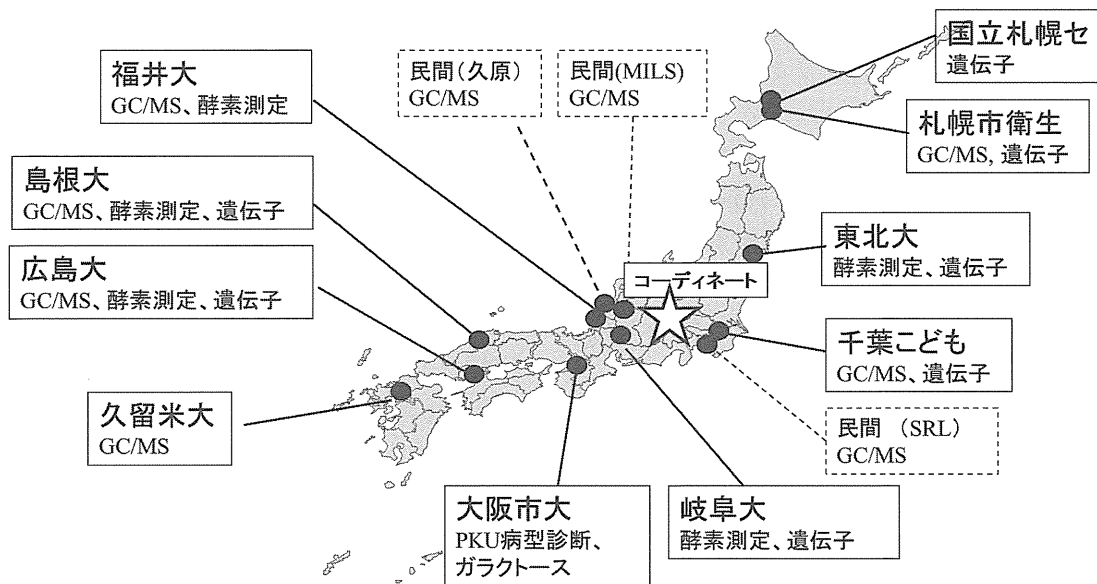 国立札幌セ
遺伝子
福井大
GC/MS、酵素測定
民間(久原)
GC/MS
民間(MILS)
GC/MS
札幌市衛生
GC/MS, 遺伝子
島根大
GC/MS、酵素測定、遺伝子
東北大
酵素測定、遺伝子
広島大
GC/MS、酵素測定、遺伝子
コーディネート
千葉こども
GC/MS、遺伝子
久留米大
GC/MS
民間 (SRL)
GC/MS
大阪市大
PKU病型診断、
ガラクトース
岐阜大
酵素測定、遺伝子